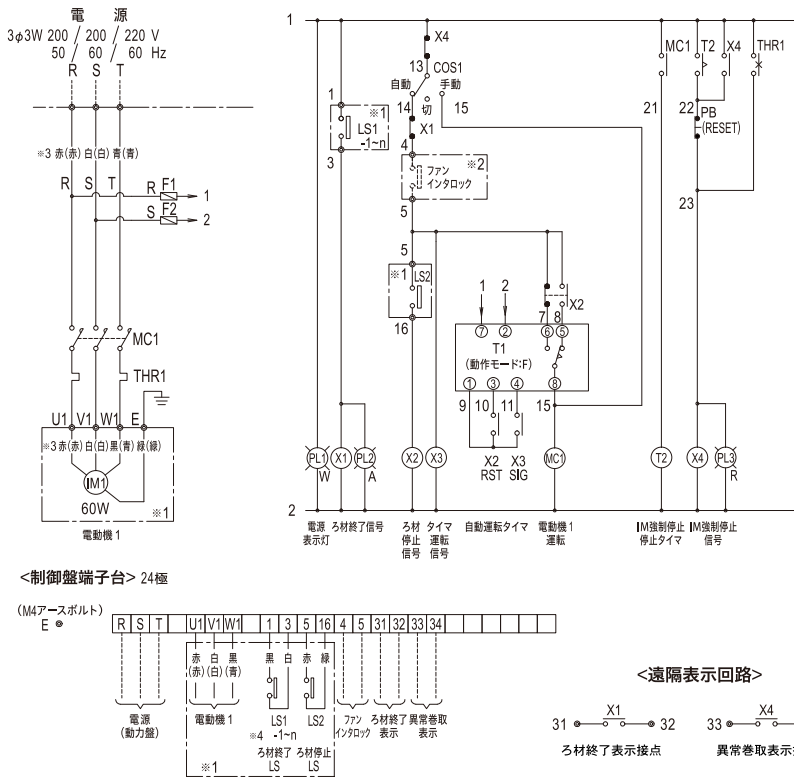 電 源
3φ3W 200 / 200 / 220 V
50 / 60 / 60 Hz
R S T
※3 赤(赤) 白(白) 青(青)
R S T
R F1 1
S F2 2
MC1
THR1
U1 V1 W1 E
※3 赤(赤) 白(白) 黒(青) 緑(緑)
IM1
60W
※1
電動機 1
1
X4
13 COS1
自動 手動
切
14 15
X1
4
ファン
インタロック
※2
5
1
※1
LS1
-1~n
3
5
※1 LS2
16
1 2
X2
7 8
⑦ ② ⑥ ⑤
T1
(動作モード:F)
① ③ ④ ⑧
9 10 11 15
X2 X3
RST SIG
MC1 T2 X4 THR1
21 22
PB
(RESET)
23
PL1 X1 PL2 X2 X3 MC1 T2 X4 PL3
W A R
2
電源
表示灯
ろ材終了信号
ろ材
停止
信号
タイマ
運転
信号
自動運転タイマ
電動機 1
運転
IM強制停止
停止タイマ
IM強制停止
信号
<制御盤端子台> 24極
(M4アースボルト)
E
R S T U1 V1 W1 1 3 5 16 4 5 31 32 33 34
赤 白 黒 黒 白 赤 緑
(赤) (白) (青)
電源
(動力盤)
電動機 1
LS1 LS2
※4 -1~n
ろ材終了 ろ材停止
LS LS
※1
ファン
インタロック
ろ材終了
表示
異常巻取
表示
<遠隔表示回路>
31 X1 32
ろ材終了表示接点
33 X4
異常巻取表示